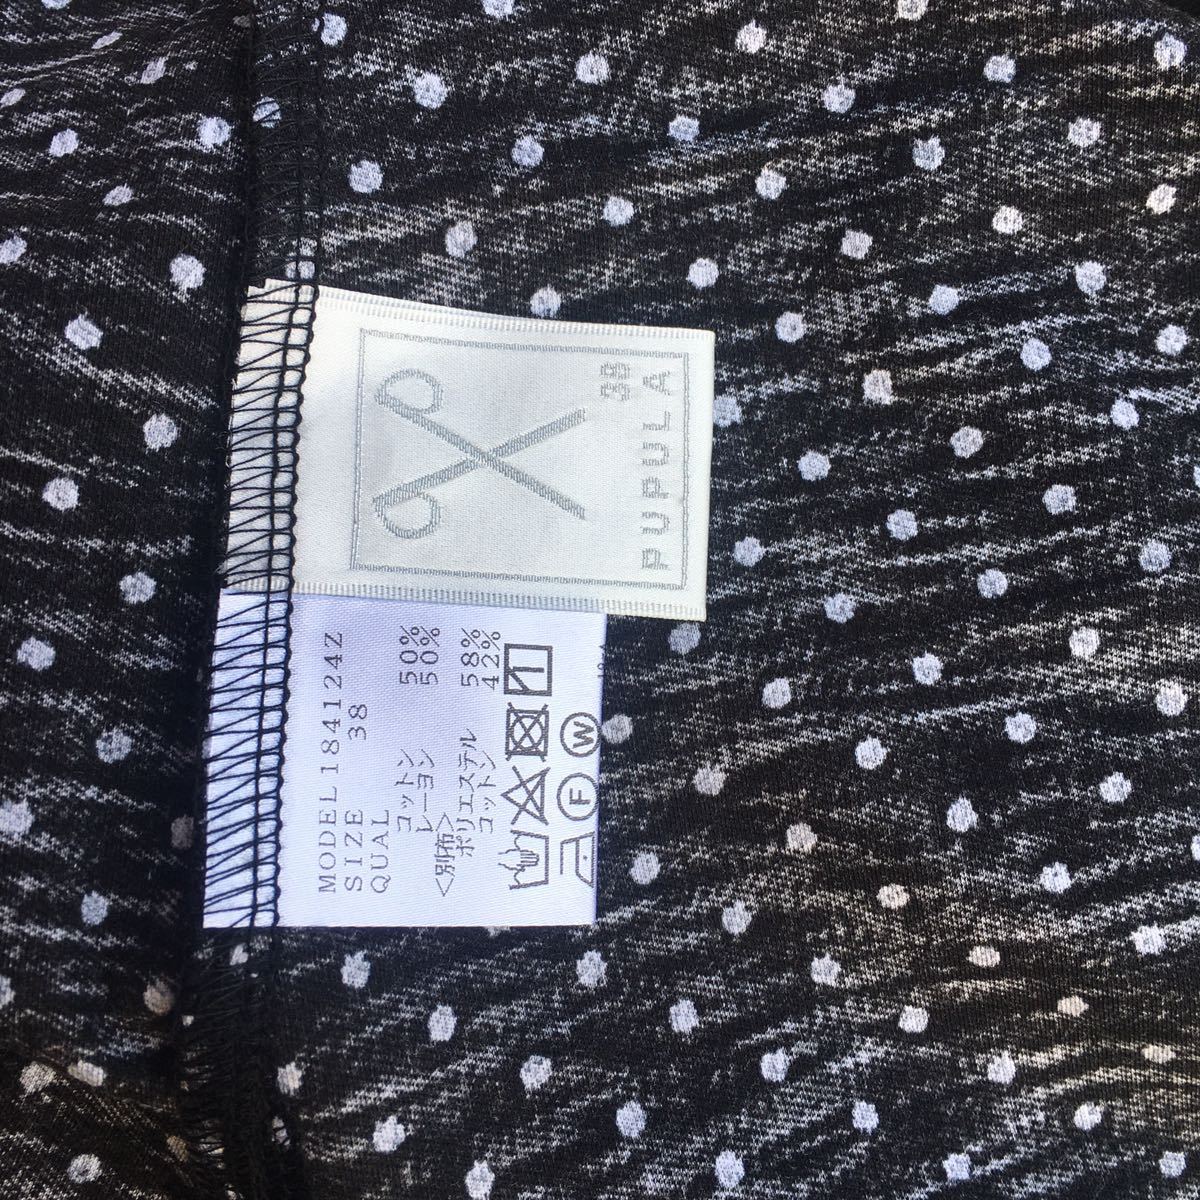 38
PUPULA
MODEL 184124Z
SIZE 38
QUAL
コットン 50%
レーヨン 50%
<別布>
ポリエステル 58%
コットン 42%
F
W